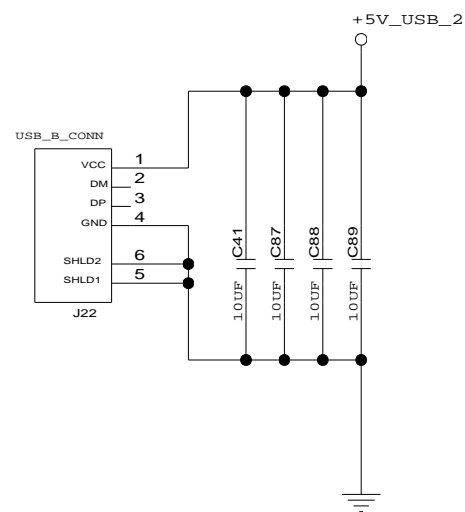 +5V_USB_2
USB_B_CONN
VCC 1
DM 2
DP 3
GND 4
SHLD2 6
SHLD1 5
J22
C41
10UF
C87
10UF
C88
10UF
C89
10UF